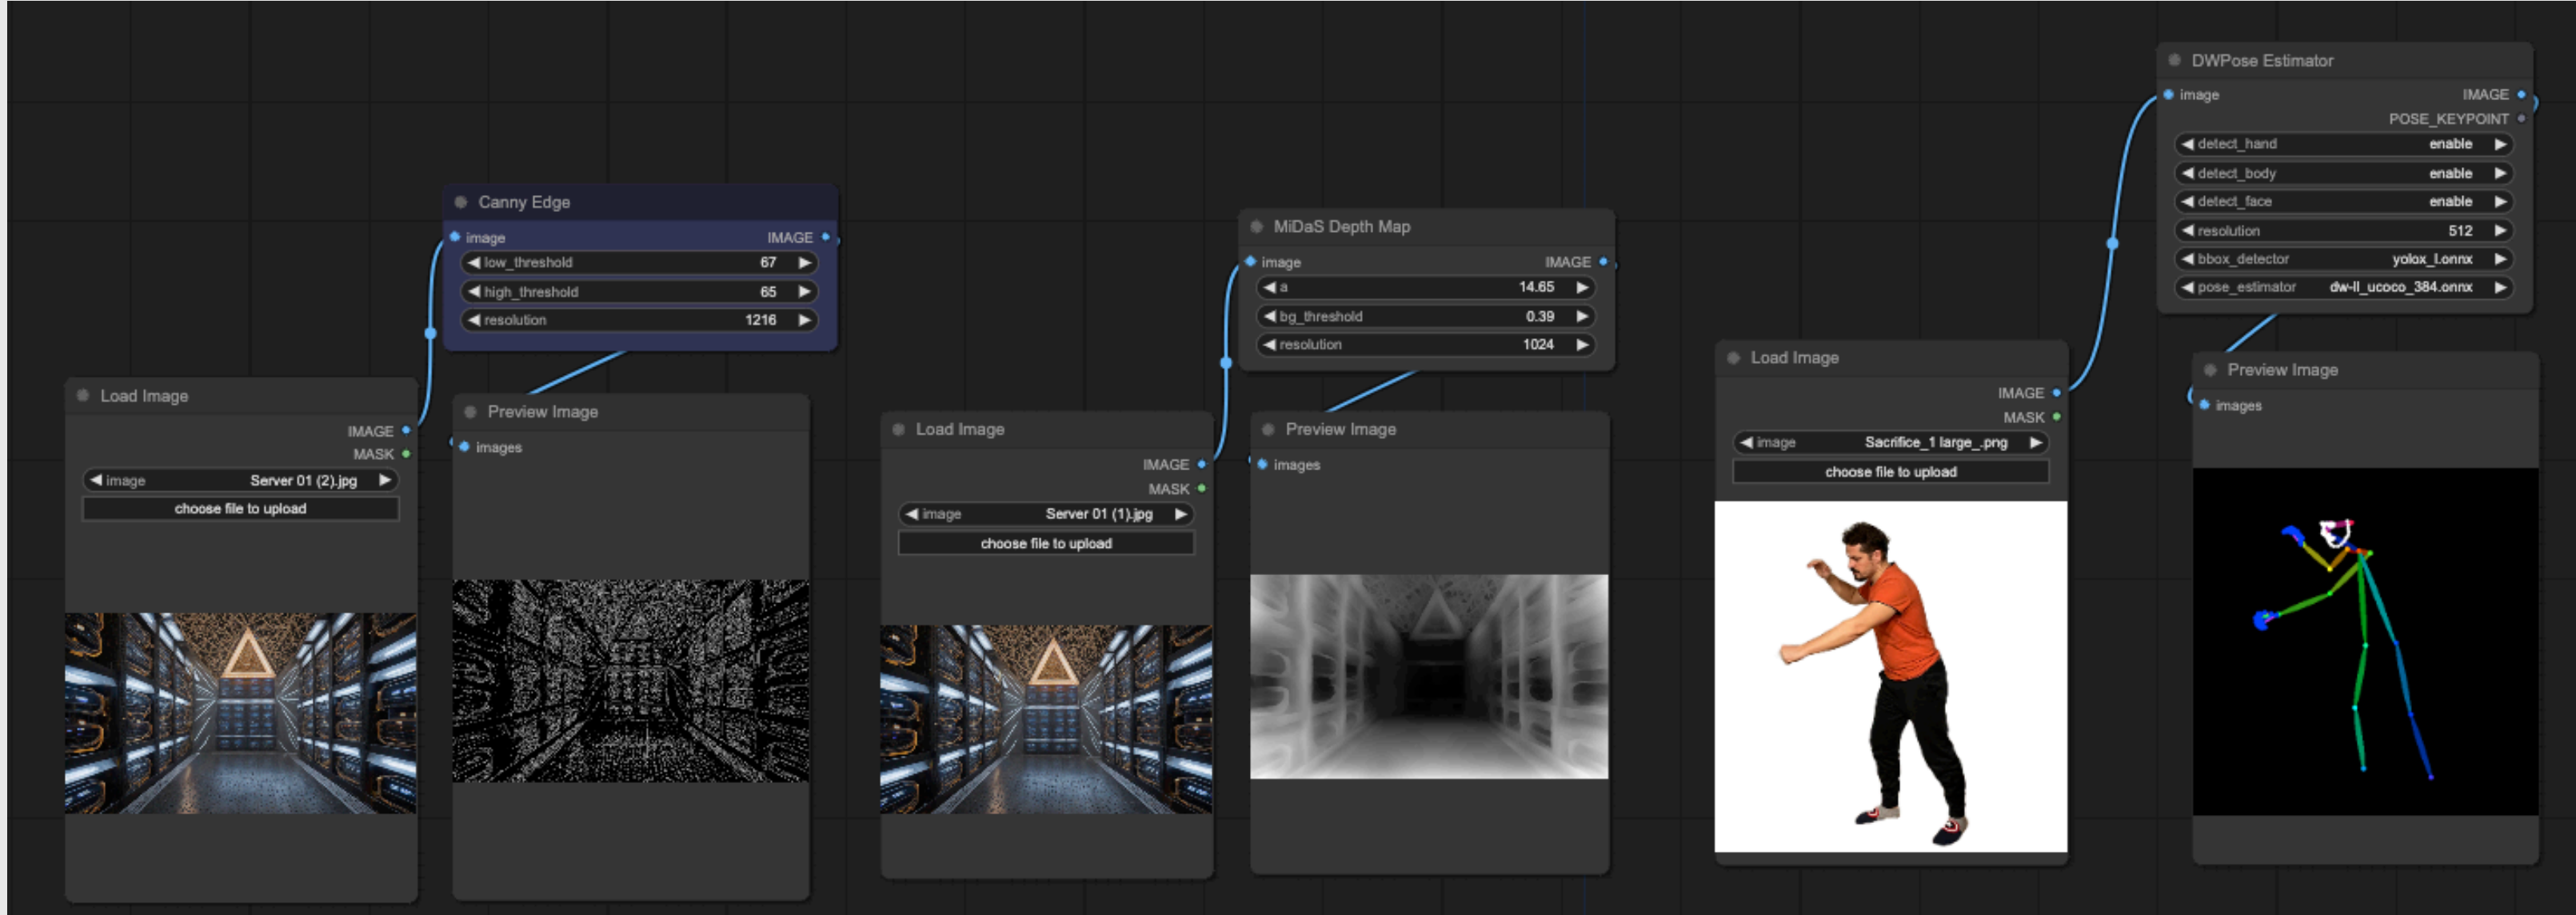 Load Image
IMAGE
MASK
image Server 01 (2).jpg
choose file to upload
Canny Edge
image IMAGE
low_threshold 67
high_threshold 65
resolution 1216
Preview Image
images
Load Image
IMAGE
MASK
image Server 01 (1).jpg
choose file to upload
MiDaS Depth Map
image IMAGE
a 14.65
bg_threshold 0.39
resolution 1024
Preview Image
images
Load Image
IMAGE
MASK
image Sacrifice_1 large_.png
choose file to upload
DWPose Estimator
image IMAGE
POSE_KEYPOINT
detect_hand enable
detect_body enable
detect_face enable
resolution 512
bbox_detector yolox_l.onnx
pose_estimator dw-ll_ucoco_384.onnx
Preview Image
images